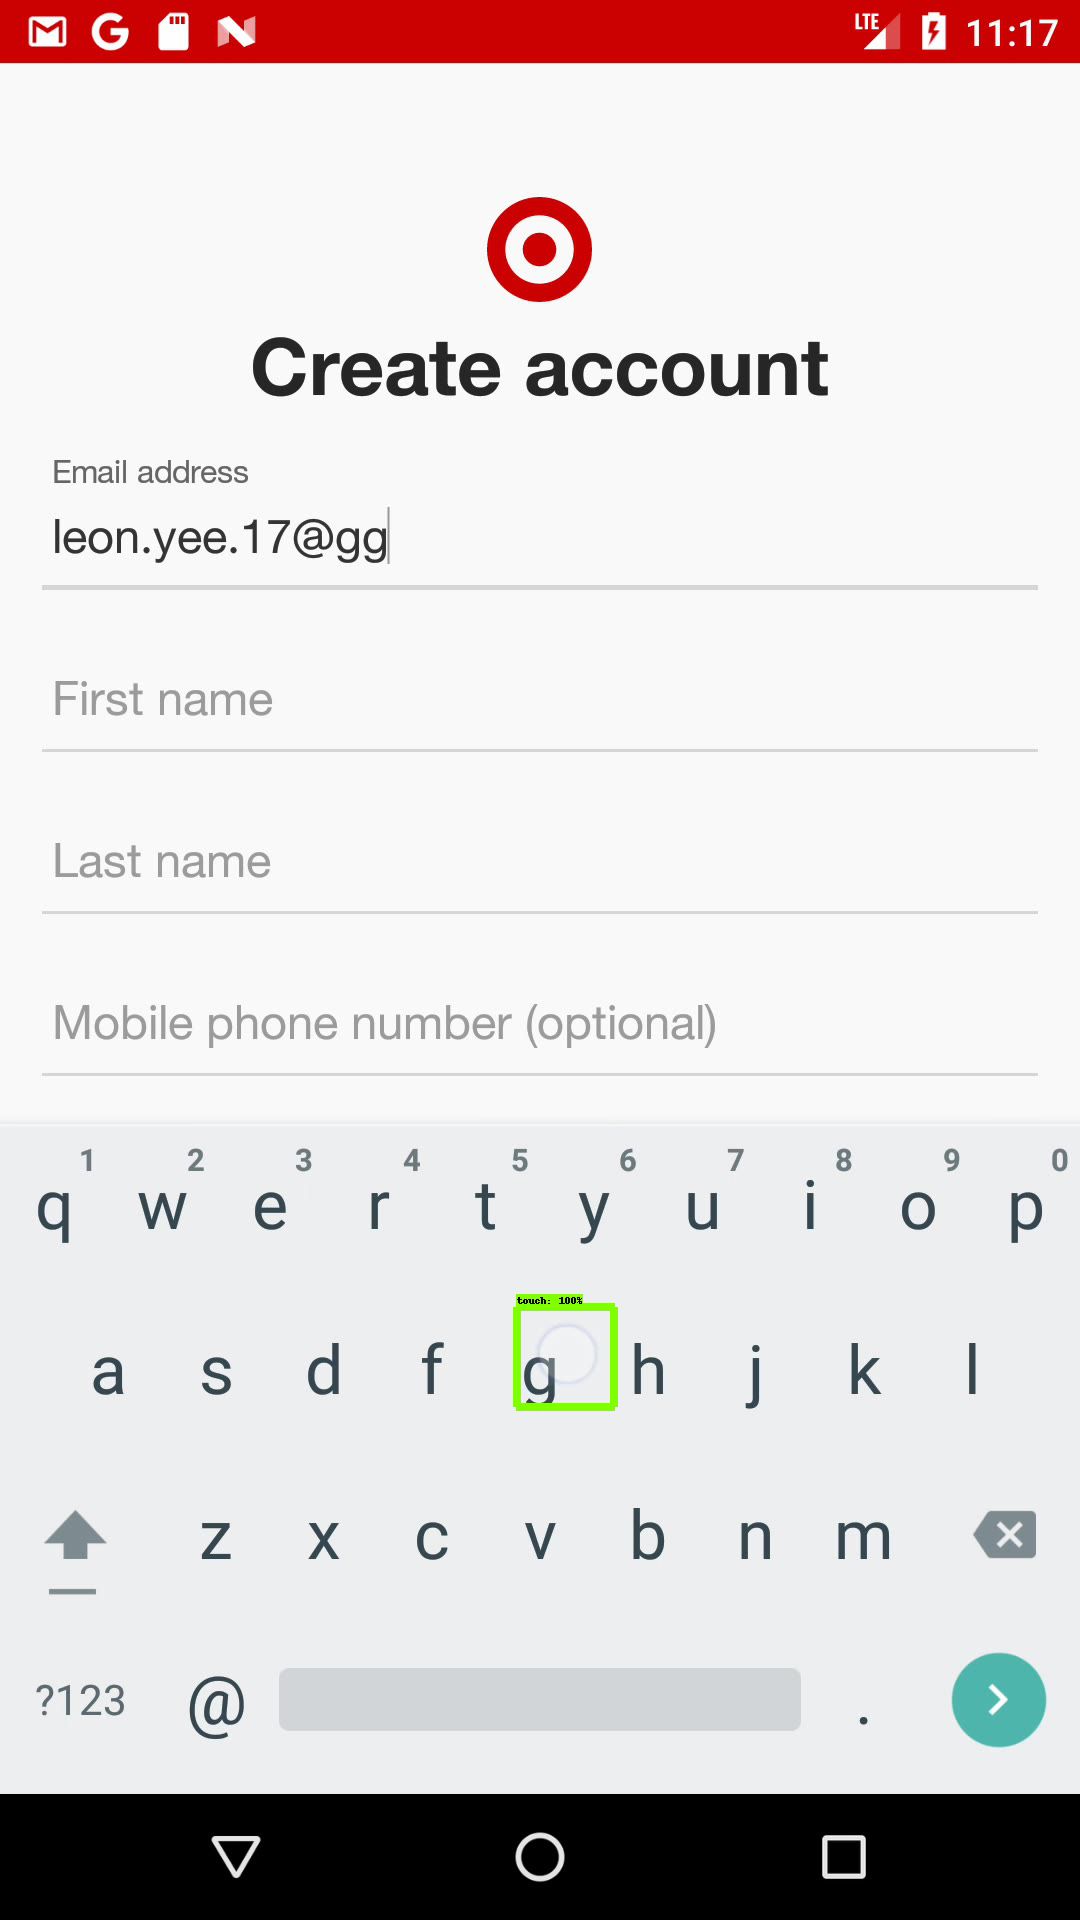 LTE 11:17
Create account
Email address
leon.yee.17@gg
First name
Last name
Mobile phone number (optional)
1 2 3 4 5 6 7 8 9 0
q w e r t y u i o p
touch: 100%
a s d f g h j k l
z x c v b n m
?123 @ .